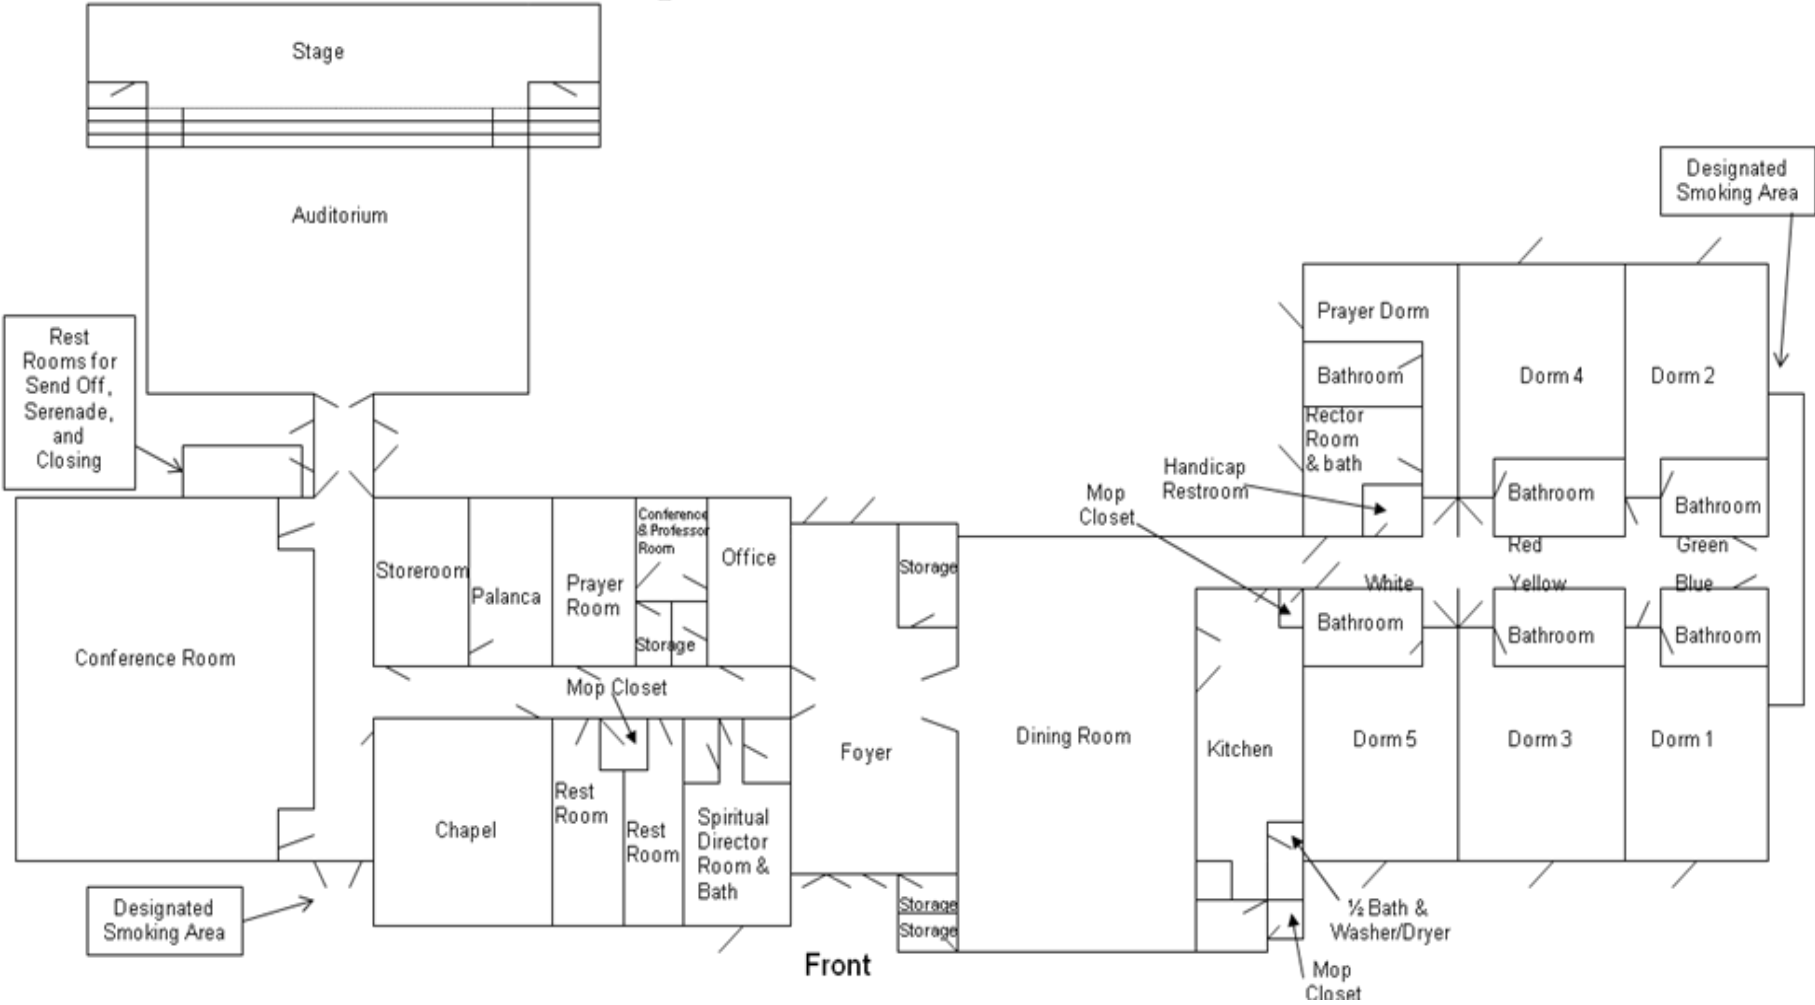 Stage
Auditorium
Designated
Smoking Area
Rest
Rooms for
Send Off,
Serenade,
and
Closing
Prayer Dorm
Bathroom
Rector
Room
& bath
Dorm 4
Dorm 2
Handicap
Restroom
Mop
Closet
Bathroom
Bathroom
Red
Green
White
Yellow
Blue
Bathroom
Bathroom
Bathroom
Storeroom
Palanca
Prayer
Room
Conference
& Professor
Room
Storage
Office
Storage
Conference Room
Mop Closet
Chapel
Rest
Room
Rest
Room
Spiritual
Director
Room &
Bath
Foyer
Dining Room
Kitchen
Dorm 5
Dorm 3
Dorm 1
Designated
Smoking Area
Storage
Storage
½ Bath &
Washer/Dryer
Mop
Closet
Front